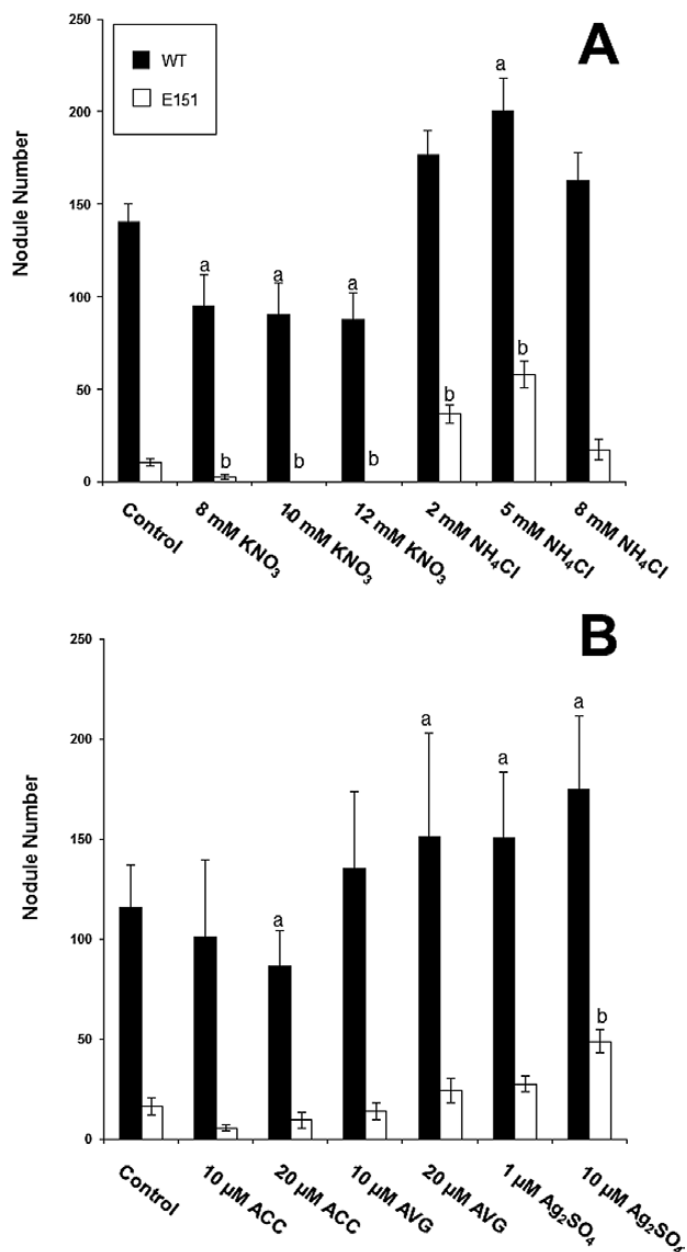 250
A
WT
E151
200
150
100
50
0
Nodule Number
a
a
a
a
b
b
b
b
b
Control
8 mM KNO₃
10 mM KNO₃
12 mM KNO₃
2 mM NH₄Cl
5 mM NH₄Cl
8 mM NH₄Cl
250
B
200
150
100
50
0
Nodule Number
a
a
a
a
b
Control
10 µM ACC
20 µM ACC
10 µM AVG
20 µM AVG
1 µM Ag₂SO₄
10 µM Ag₂SO₄